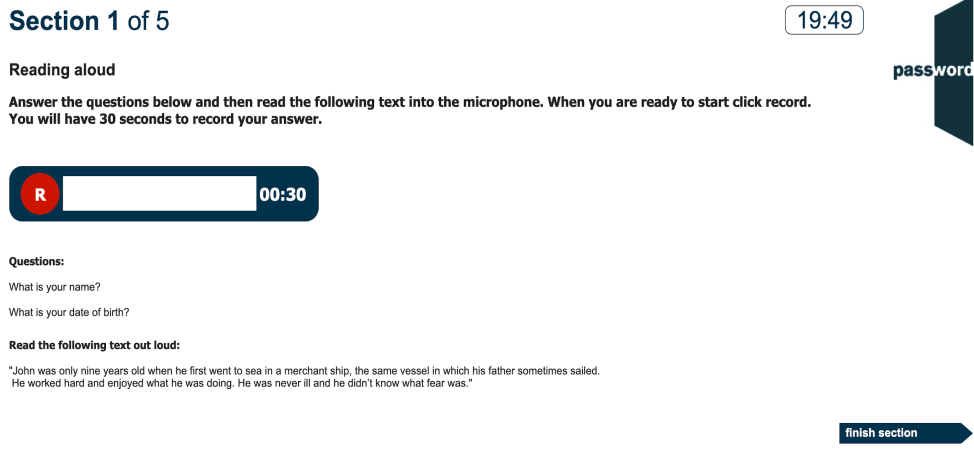 Section 1 of 5
19:49
password
Reading aloud
Answer the questions below and then read the following text into the microphone. When you are ready to start click record.
You will have 30 seconds to record your answer.
R
00:30
Questions:
What is your name?
What is your date of birth?
Read the following text out loud:
"John was only nine years old when he first went to sea in a merchant ship, the same vessel in which his father sometimes sailed.
He worked hard and enjoyed what he was doing. He was never ill and he didn't know what fear was."
finish section